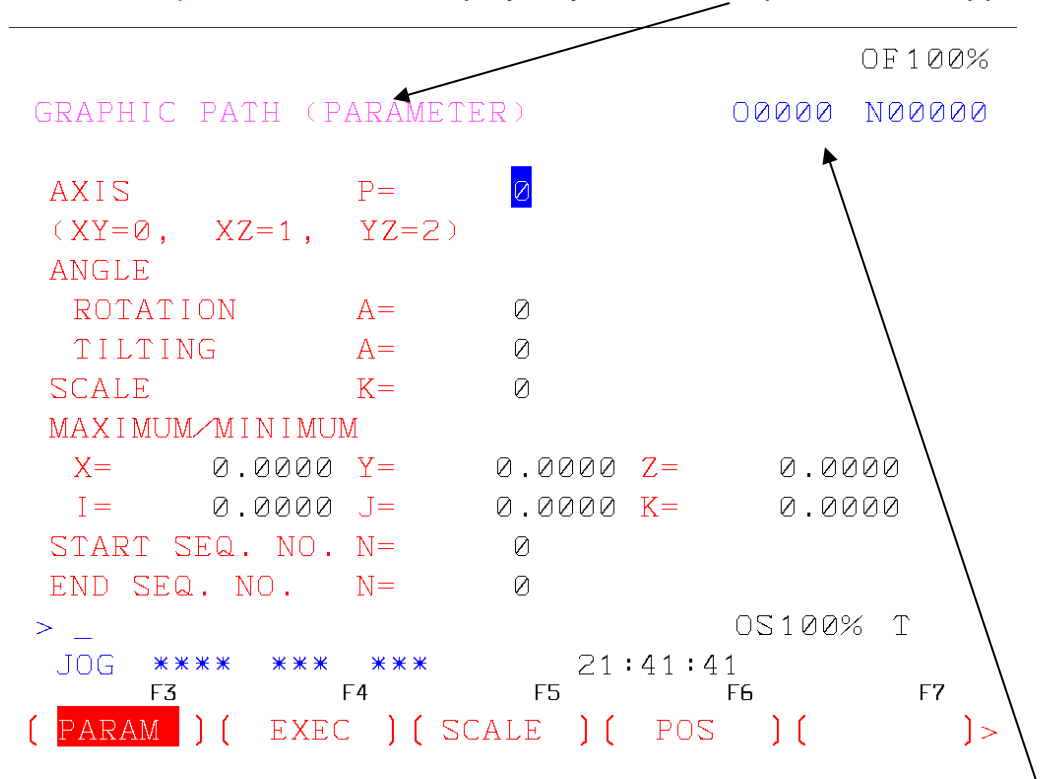 OF100%
GRAPHIC PATH (PARAMETER) O0000 N00000
AXIS P= 0
(XY=0, XZ=1, YZ=2)
ANGLE
ROTATION A= 0
TILTING A= 0
SCALE K= 0
MAXIMUM/MINIMUM
X= 0.0000 Y= 0.0000 Z= 0.0000
I= 0.0000 J= 0.0000 K= 0.0000
START SEQ. NO. N= 0
END SEQ. NO. N= 0
> _ OS100% T
JOG **** *** *** 21:41:41
F3 F4 F5 F6 F7
( PARAM ) ( EXEC ) ( SCALE ) ( POS ) ( )>